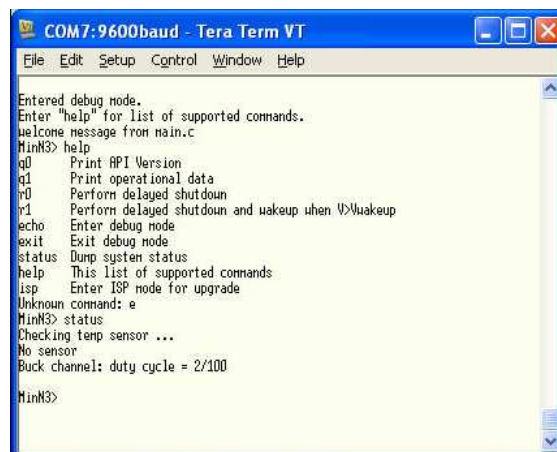 COM7:9600baud - Tera Term VT
File Edit Setup Control Window Help
Entered debug mode.
Enter "help" for list of supported commands.
welcome message from main.c
MinN3> help
q0 Print API Version
q1 Print operational data
r0 Perform delayed shutdown
r1 Perform delayed shutdown and wakeup when V>Vwakeup
echo Enter debug mode
exit Exit debug mode
status Dump system status
help This list of supported commands
isp Enter ISP mode for upgrade
Unknown command: e
MinN3> status
Checking temp sensor ...
No sensor
Buck channel: duty cycle = 2/100
MinN3>